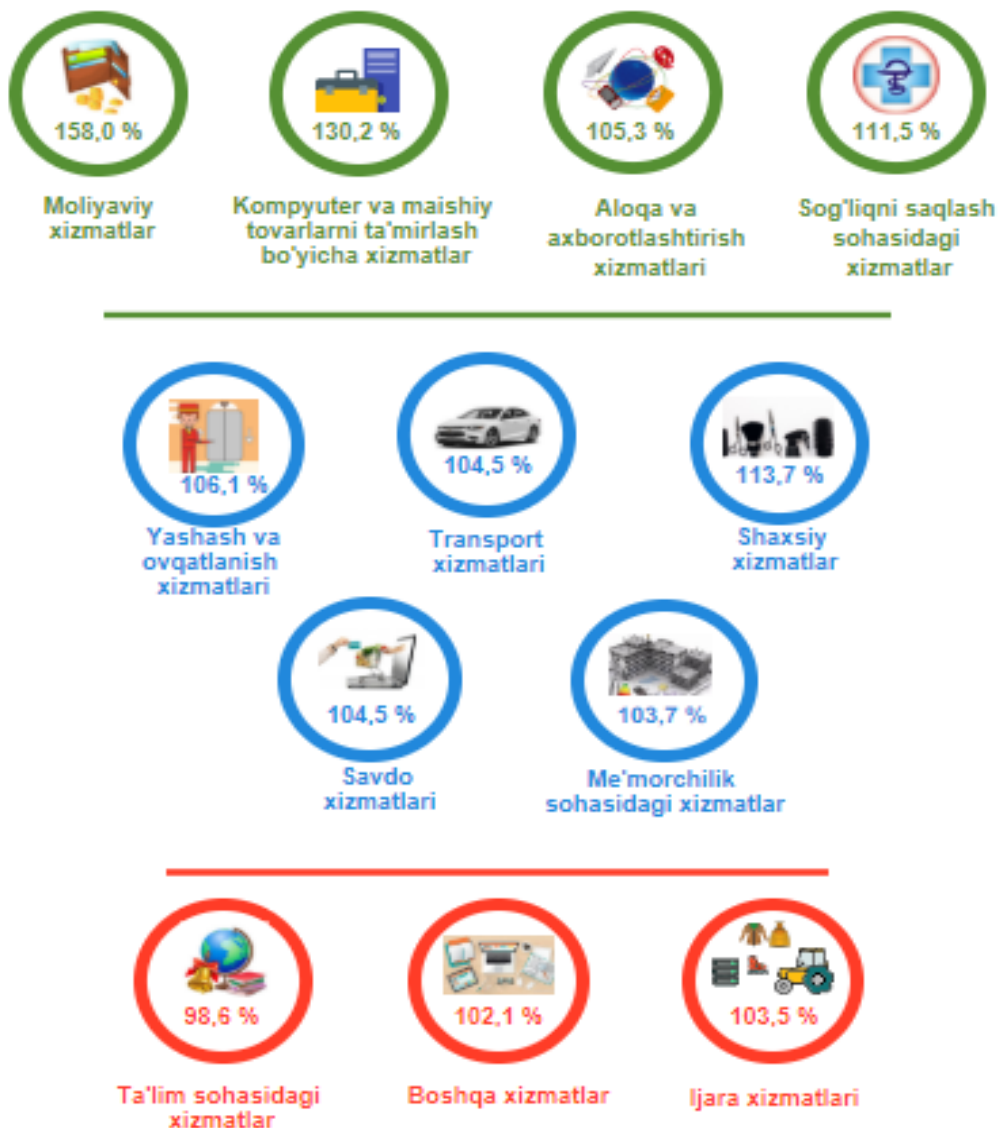 158,0 %
130,2 %
105,3 %
111,5 %
Moliyaviy
xizmatlar
Kompyuter va maishiy
tovarlarni ta'mirlash
bo'yicha xizmatlar
Aloqa va
axborotlashtirish
xizmatlari
Sog'liqni saqlash
sohasidagi
xizmatlar
106,1 %
104,5 %
113,7 %
Yashash va
ovqatlanish
xizmatlari
Transport
xizmatlari
Shaxsiy
xizmatlar
104,5 %
103,7 %
Savdo
xizmatlari
Me'morchilik
sohasidagi xizmatlar
98,6 %
102,1 %
103,5 %
Ta'lim sohasidagi
xizmatlar
Boshqa xizmatlar
Ijara xizmatlari